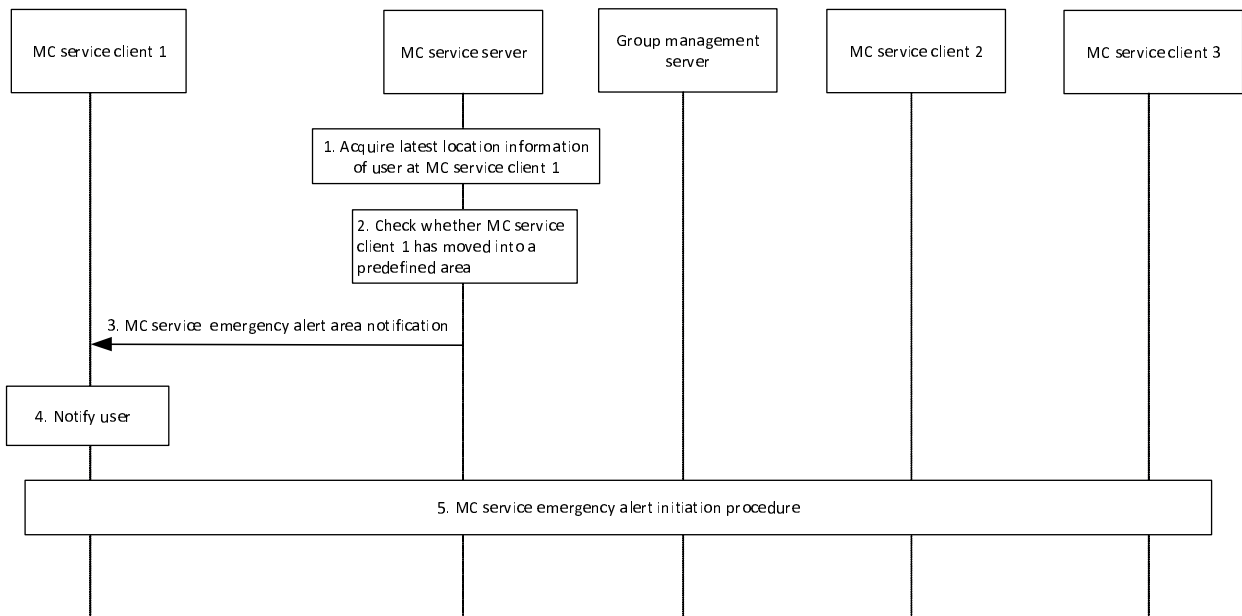 MC service client 1
MC service server
Group management
server
MC service client 2
MC service client 3
1. Acquire latest location information
of user at MC service client 1
2. Check whether MC service
client 1 has moved into a
predefined area
3. MC service emergency alert area notification
4. Notify user
5. MC service emergency alert initiation procedure